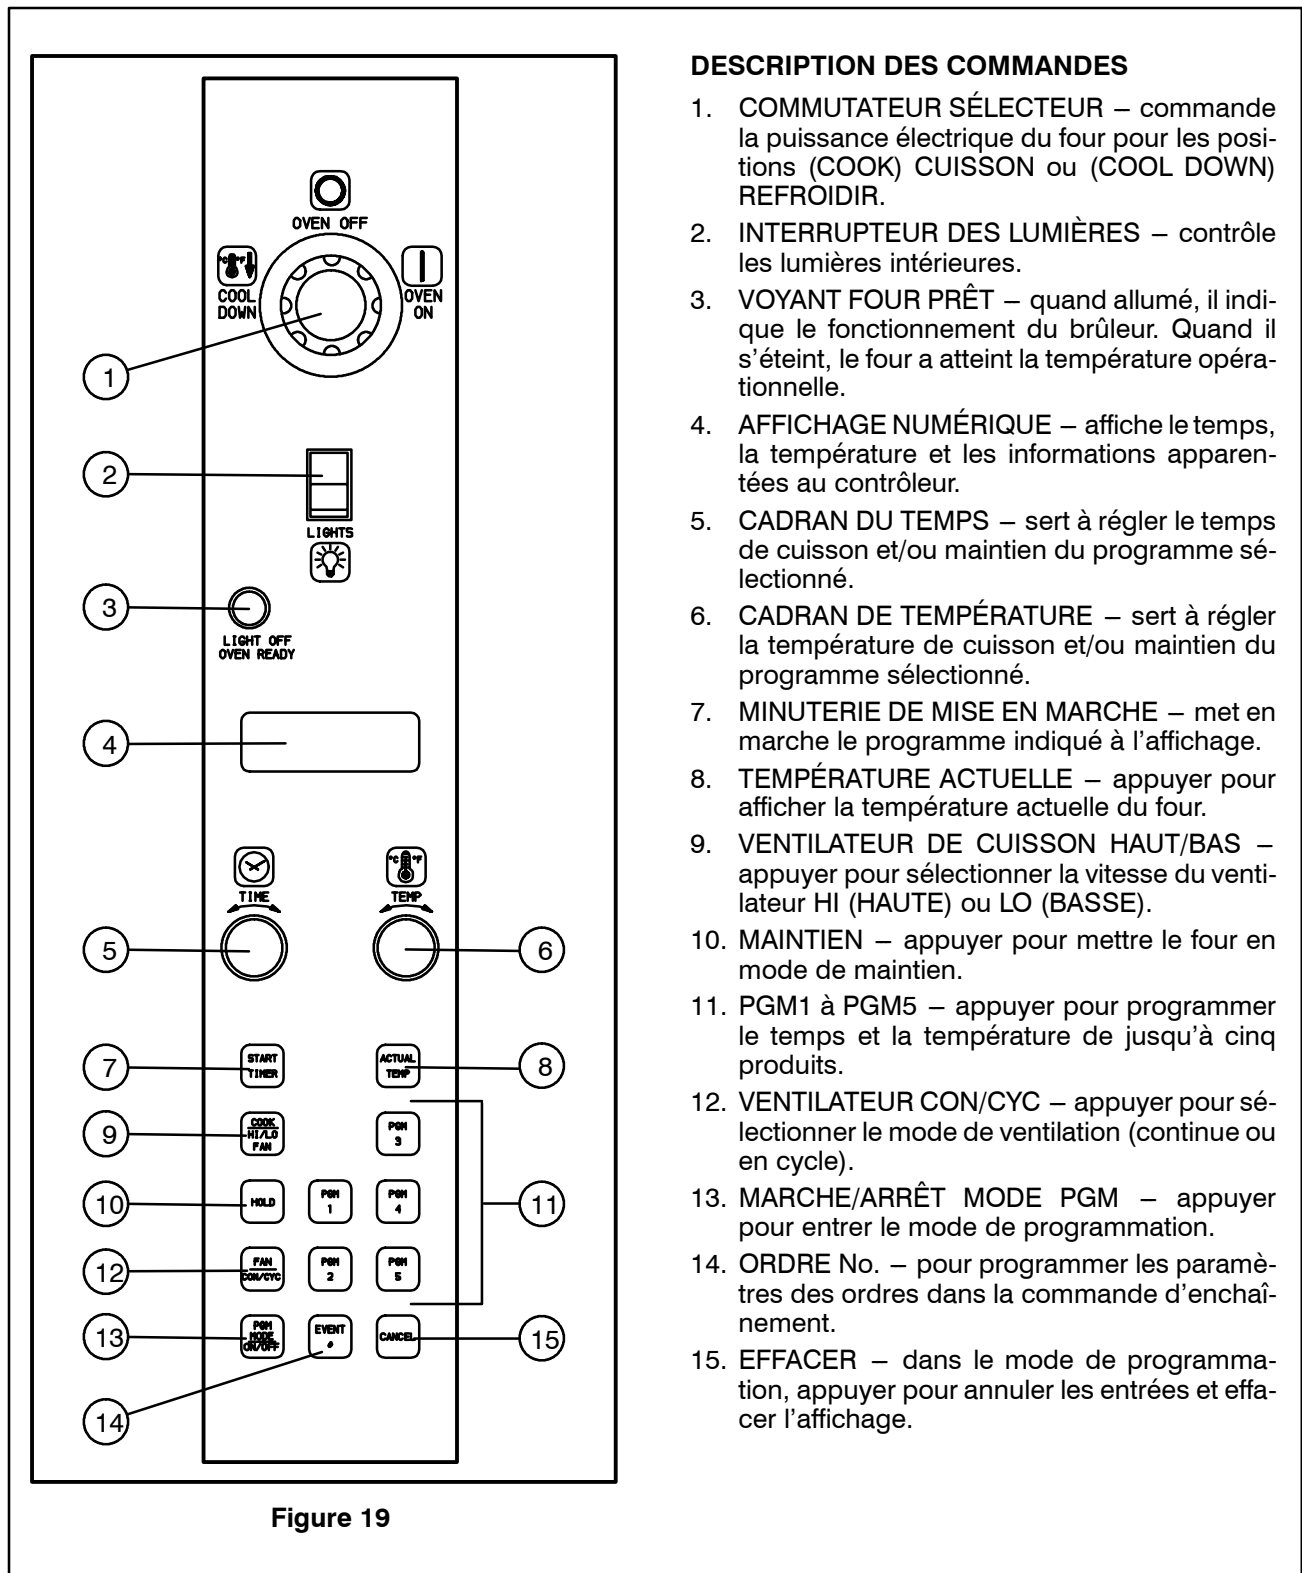 OVEN OFF
°C °F
COOL
DOWN
OVEN
ON
1
2
LIGHTS
3
LIGHT OFF
OVEN READY
4
°C °F
TIME
TEMP
5
6
START
TIMER
ACTUAL
TEMP
7
8
COOK
HI/LO
FAN
PGM
3
9
HOLD
PGM
1
PGM
4
10
11
FAN
CON/CYC
PGM
2
PGM
5
12
PGM
MODE
ON/OFF
EVENT
#
CANCEL
13
15
14
Figure 19
DESCRIPTION DES COMMANDES
1. COMMUTATEUR SÉLECTEUR – commande
la puissance électrique du four pour les posi-
tions (COOK) CUISSON ou (COOL DOWN)
REFROIDIR.
2. INTERRUPTEUR DES LUMIÈRES – contrôle
les lumières intérieures.
3. VOYANT FOUR PRÊT – quand allumé, il indi-
que le fonctionnement du brûleur. Quand il
s’éteint, le four a atteint la température opéra-
tionnelle.
4. AFFICHAGE NUMÉRIQUE – affiche le temps,
la température et les informations apparen-
tées au contrôleur.
5. CADRAN DU TEMPS – sert à régler le temps
de cuisson et/ou maintien du programme sé-
lectionné.
6. CADRAN DE TEMPÉRATURE – sert à régler
la température de cuisson et/ou maintien du
programme sélectionné.
7. MINUTERIE DE MISE EN MARCHE – met en
marche le programme indiqué à l’affichage.
8. TEMPÉRATURE ACTUELLE – appuyer pour
afficher la température actuelle du four.
9. VENTILATEUR DE CUISSON HAUT/BAS –
appuyer pour sélectionner la vitesse du venti-
lateur HI (HAUTE) ou LO (BASSE).
10. MAINTIEN – appuyer pour mettre le four en
mode de maintien.
11. PGM1 à PGM5 – appuyer pour programmer
le temps et la température de jusqu’à cinq
produits.
12. VENTILATEUR CON/CYC – appuyer pour sé-
lectionner le mode de ventilation (continue ou
en cycle).
13. MARCHE/ARRÊT MODE PGM – appuyer
pour entrer le mode de programmation.
14. ORDRE No. – pour programmer les paramè-
tres des ordres dans la commande d’enchaî-
nement.
15. EFFACER – dans le mode de programma-
tion, appuyer pour annuler les entrées et effa-
cer l’affichage.